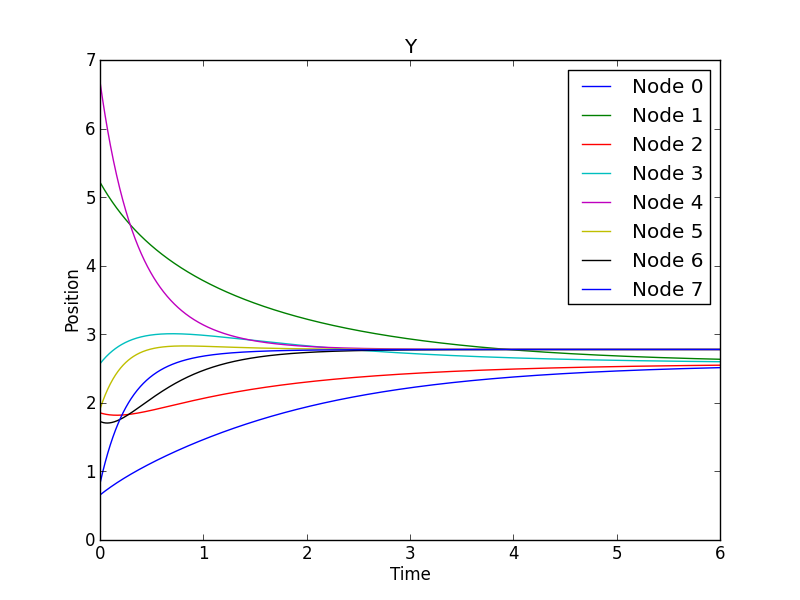 Y
7
6
5
4
3
2
1
0
Position
0 1 2 3 4 5 6
Time
Node 0
Node 1
Node 2
Node 3
Node 4
Node 5
Node 6
Node 7